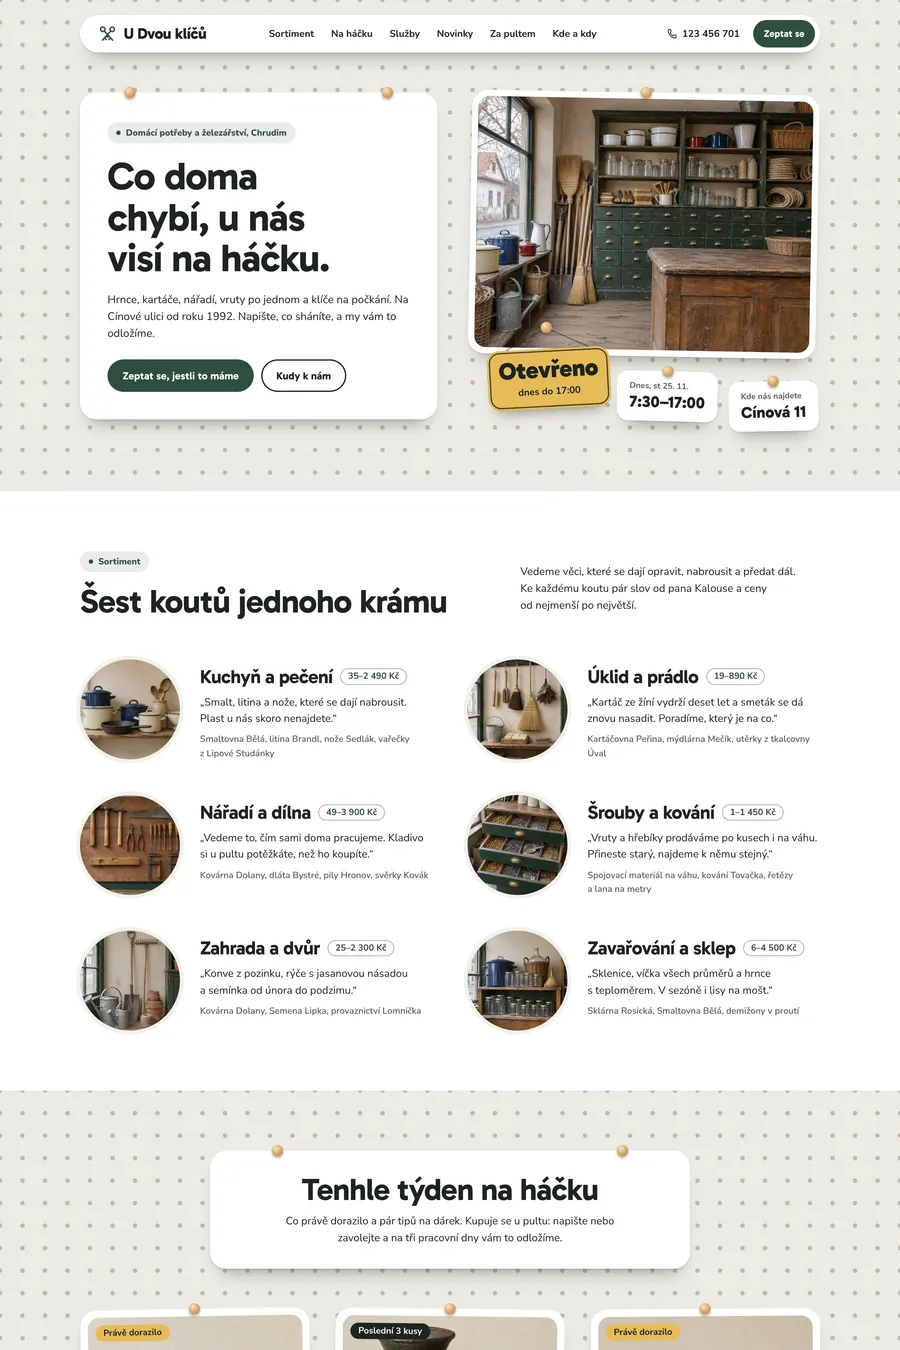 U Dvou klíčů
Sortiment
Na háčku
Služby
Novinky
Za pultem
Kde a kdy
123 456 701
Zeptat se
Domácí potřeby a železářství, Chrudim
Co doma
chybí, u nás
visí na háčku.
Hrnce, kartáče, nářadí, vruty po jednom a klíče na počkání. Na
Cínové ulici od roku 1992. Napište, co sháníte, a my vám to
odložíme.
Zeptat se, jestli to máme
Kudy k nám
Otevřeno
dnes do 17:00
Dnes, st 25. 11.
7:30–17:00
Kde nás najdete
Cínová 11
Sortiment
Šest koutů jednoho krámu
Vedeme věci, které se dají opravit, nabrousit a předat dál.
Ke každému koutu pár slov od pana Kalouse a ceny
od nejmenší po největší.
Kuchyň a pečení
35–2 490 Kč
„Smalt, litina a nože, které se dají nabrousit.
Plast u nás skoro nenajdete.“
Smaltovna Bělá, litina Brandl, nože Sedlák, vařečky
z Lipové Studánky
Úklid a prádlo
19–890 Kč
„Kartáč ze žíní vydrží deset let a smeták se dá
znovu nasadit. Poradíme, který je na co.“
Kartáčovna Peřina, mýdlárna Mečík, utěrky z tkalcovny
Úval
Nářadí a dílna
49–3 900 Kč
„Vedeme to, čím sami doma pracujeme. Kladivo
si u pultu potěžkáte, než ho koupíte.“
Kovárna Dolany, dláta Bystré, pily Hronov, svěrky Kovák
Šrouby a kování
1–1 450 Kč
„Vruty a hřebíky prodáváme po kusech i na váhu.
Přineste starý, najdeme k němu stejný.“
Spojovací materiál na váhu, kování Tovačka, řetězy
a lana na metry
Zahrada a dvůr
25–2 300 Kč
„Konve z pozinku, rýče s jasanovou násadou
a semínka od února do podzimu.“
Kovárna Dolany, Semena Lipka, provaznictví Lomnička
Zavařování a sklep
6–4 500 Kč
„Sklenice, víčka všech průměrů a hrnce
s teploměrem. V sezóně i lisy na mošt.“
Sklárna Rosická, Smaltovna Bělá, demižony v proutí
Tenhle týden na háčku
Co právě dorazilo a pár tipů na dárek. Kupuje se u pultu: napište nebo
zavolejte a na tři pracovní dny vám to odložíme.
Právě dorazilo
Poslední 3 kusy
Právě dorazilo